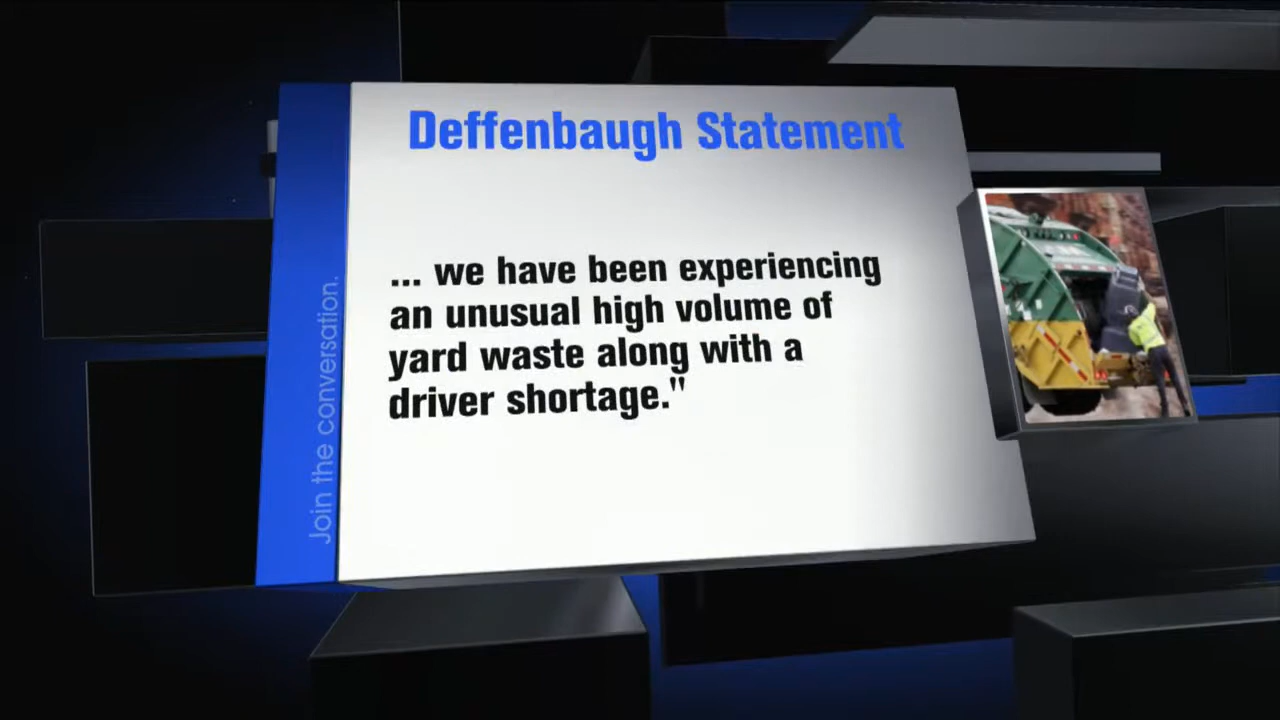 Deffenbaugh Statement
... we have been experiencing
an unusual high volume of
yard waste along with a
driver shortage."
Join the conversation.